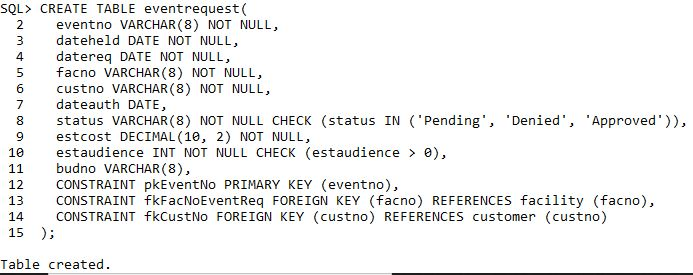 SQL> CREATE TABLE eventrequest(
  2    eventno VARCHAR(8) NOT NULL,
  3    dateheld DATE NOT NULL,
  4    datereq DATE NOT NULL,
  5    facno VARCHAR(8) NOT NULL,
  6    custno VARCHAR(8) NOT NULL,
  7    dateauth DATE,
  8    status VARCHAR(8) NOT NULL CHECK (status IN ('Pending', 'Denied', 'Approved')),
  9    estcost DECIMAL(10, 2) NOT NULL,
 10    estaudience INT NOT NULL CHECK (estaudience > 0),
 11    budno VARCHAR(8),
 12    CONSTRAINT pkEventNo PRIMARY KEY (eventno),
 13    CONSTRAINT fkFacNoEventReq FOREIGN KEY (facno) REFERENCES facility (facno),
 14    CONSTRAINT fkCustNo FOREIGN KEY (custno) REFERENCES customer (custno)
 15  );
Table created.